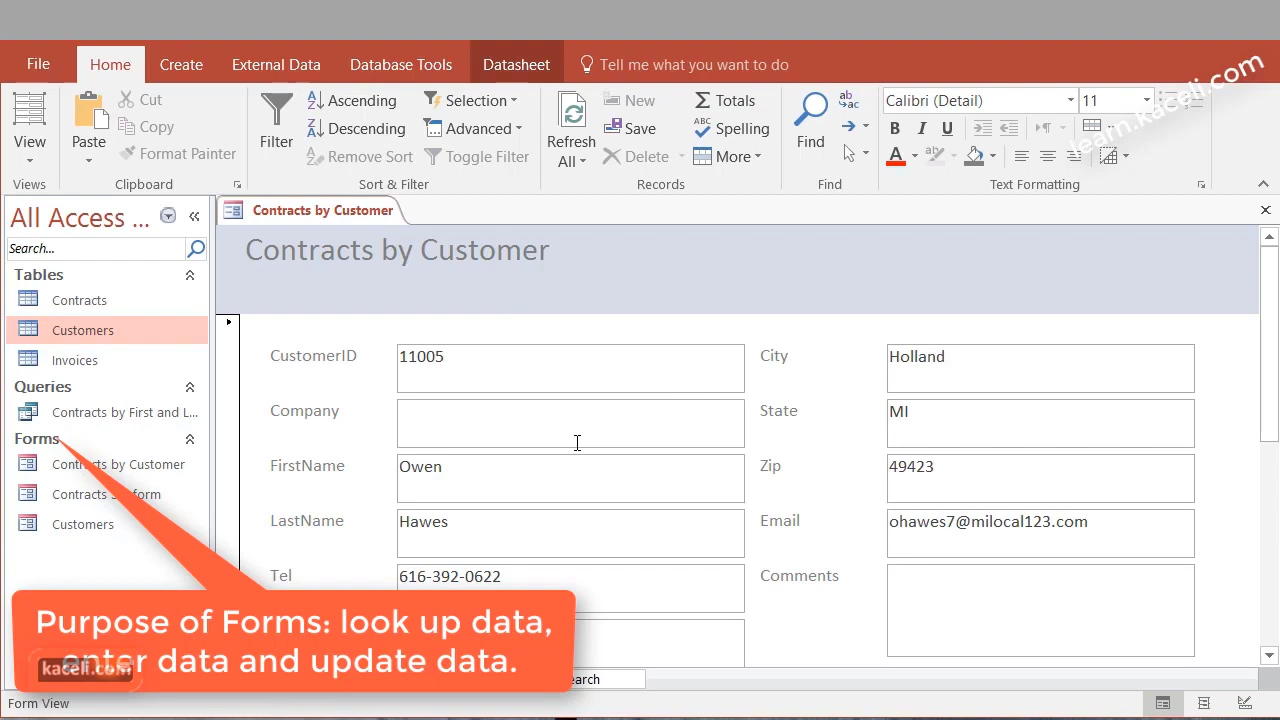 learn.kaceli.com
File Home Create External Data Database Tools Datasheet Tell me what you want to do
View
Views
Paste
Cut
Copy
Format Painter
Clipboard
Filter
Ascending
Descending
Remove Sort
Selection
Advanced
Toggle Filter
Sort & Filter
Refresh
All
New
Save
Delete
Totals
Spelling
More
Records
Find
Find
Calibri (Detail) 11
B I U
Text Formatting
All Access ...
Search...
Tables
Contracts
Customers
Invoices
Queries
Contracts by First and L...
Forms
Contracts by Customer
Customers
Contracts by Customer
Contracts by Customer
CustomerID 11005
Company
FirstName Owen
LastName Hawes
Tel 616-392-0622
City Holland
State MI
Zip 49423
Email ohawes7@milocal123.com
Comments
Purpose of Forms: look up data,
enter data and update data.
kaceli.com
Form View